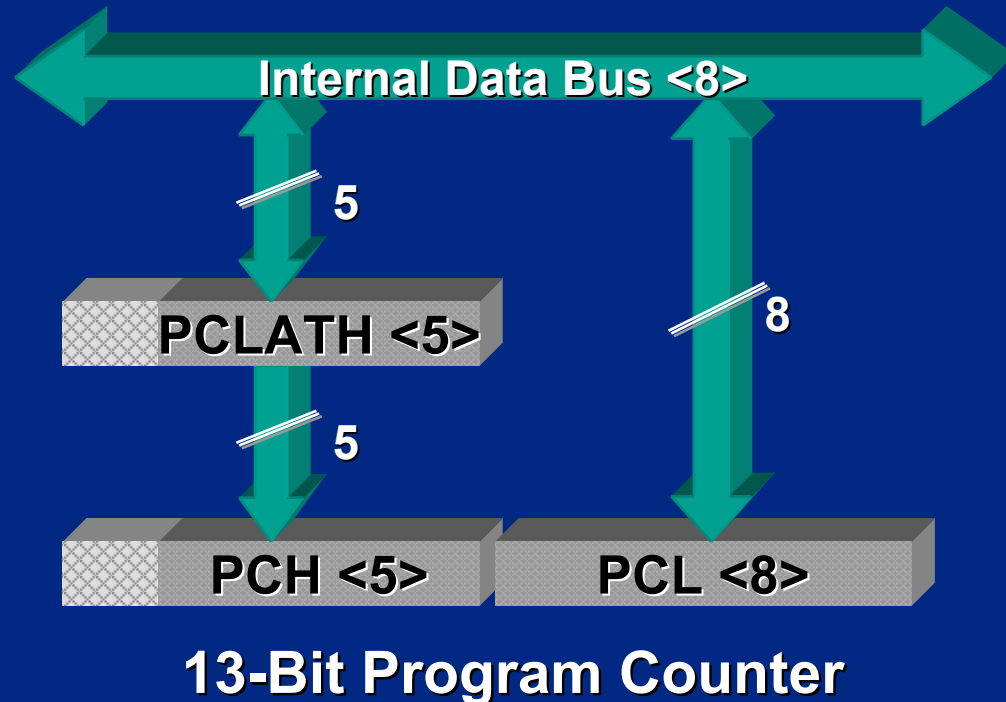 Internal Data Bus <8>
5
PCLATH <5>
8
5
PCH <5>
PCL <8>
13-Bit Program Counter